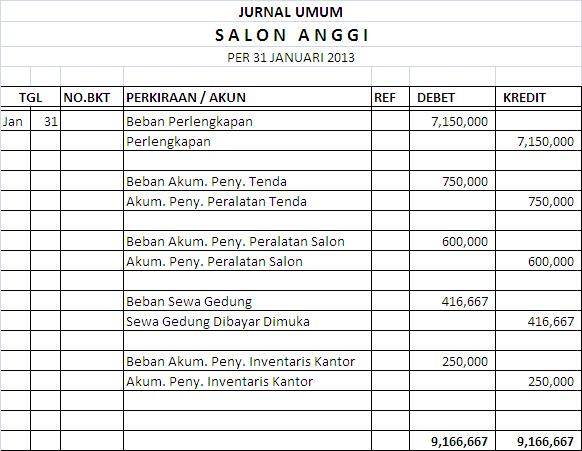 JURNAL UMUM
SALON ANGGI
PER 31 JANUARI 2013
TGL NO.BKT PERKIRAAN / AKUN REF DEBET KREDIT
Jan 31 Beban Perlengkapan 7,150,000
Perlengkapan 7,150,000
Beban Akum. Peny. Tenda 750,000
Akum. Peny. Peralatan Tenda 750,000
Beban Akum. Peny. Peralatan Salon 600,000
Akum. Peny. Peralatan Salon 600,000
Beban Sewa Gedung 416,667
Sewa Gedung Dibayar Dimuka 416,667
Beban Akum. Peny. Inventaris Kantor 250,000
Akum. Peny. Inventaris Kantor 250,000
9,166,667 9,166,667